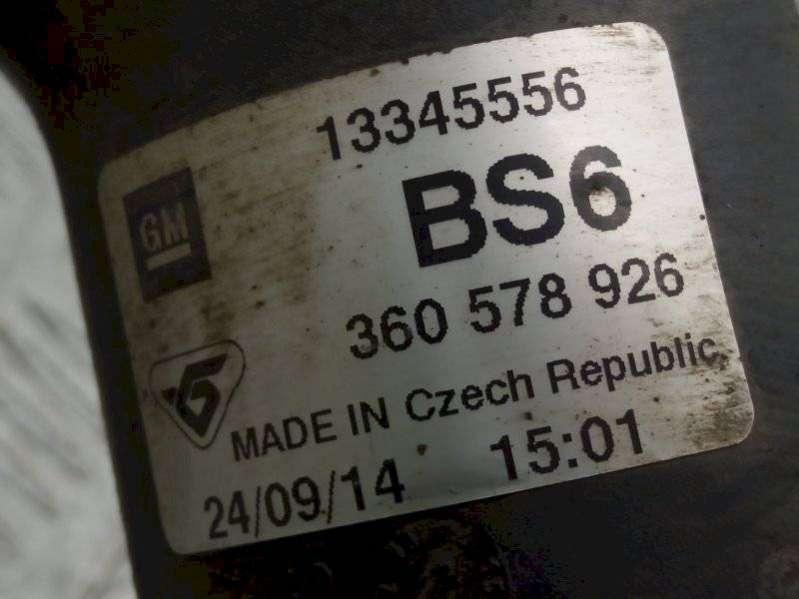 13345556
GM
BS6
360 578 926
MADE IN Czech Republic
24/09/14 15:01